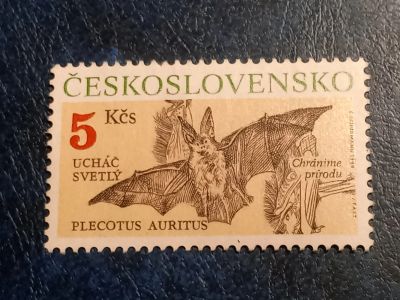 ČESKOSLOVENSKO
5 Kčs
UCHÁČ
SVETLÝ
Chránime
prírodu
PLECOTUS AURITUS